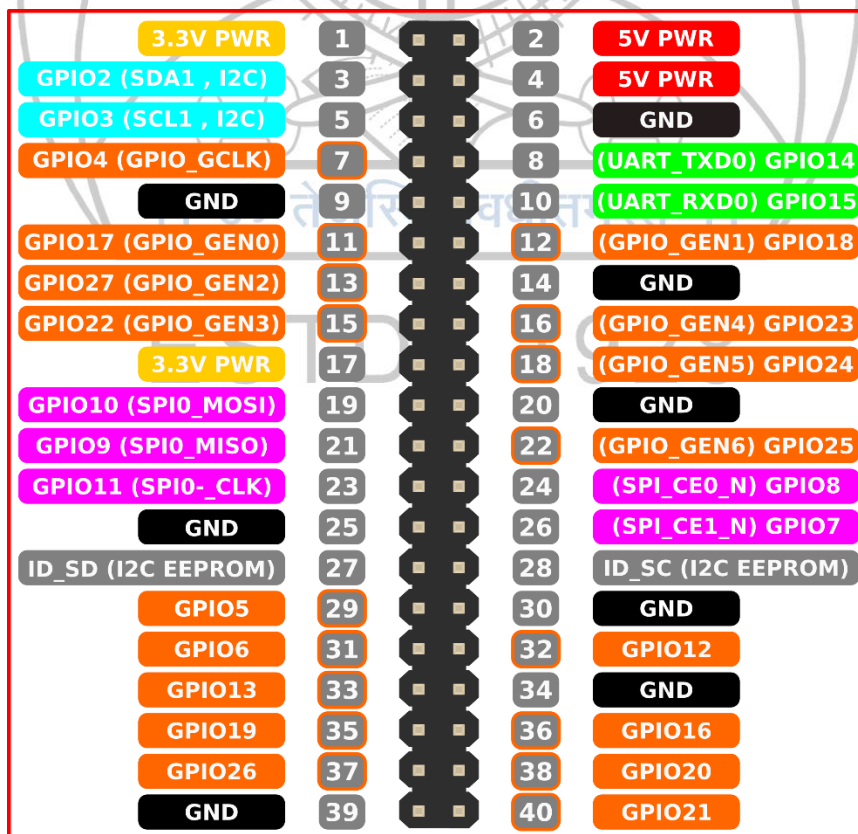 3.3V PWR 1 2 5V PWR
GPIO2 (SDA1 , I2C) 3 4 5V PWR
GPIO3 (SCL1 , I2C) 5 6 GND
GPIO4 (GPIO_GCLK) 7 8 (UART_TXD0) GPIO14
GND 9 10 (UART_RXD0) GPIO15
GPIO17 (GPIO_GEN0) 11 12 (GPIO_GEN1) GPIO18
GPIO27 (GPIO_GEN2) 13 14 GND
GPIO22 (GPIO_GEN3) 15 16 (GPIO_GEN4) GPIO23
3.3V PWR 17 18 (GPIO_GEN5) GPIO24
GPIO10 (SPI0_MOSI) 19 20 GND
GPIO9 (SPI0_MISO) 21 22 (GPIO_GEN6) GPIO25
GPIO11 (SPI0-_CLK) 23 24 (SPI_CE0_N) GPIO8
GND 25 26 (SPI_CE1_N) GPIO7
ID_SD (I2C EEPROM) 27 28 ID_SC (I2C EEPROM)
GPIO5 29 30 GND
GPIO6 31 32 GPIO12
GPIO13 33 34 GND
GPIO19 35 36 GPIO16
GPIO26 37 38 GPIO20
GND 39 40 GPIO21